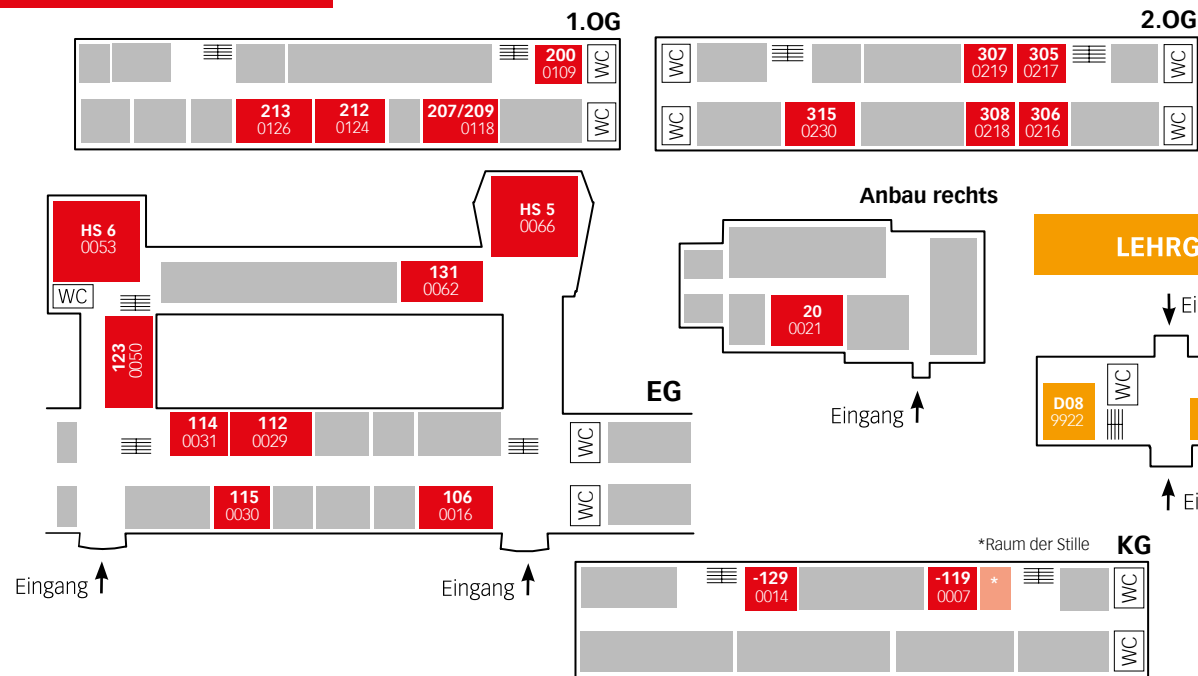 1.OG
200
0109
WC
213
0126
212
0124
207/209
0118
WC
2.OG
WC
307
0219
305
0217
WC
WC
315
0230
308
0218
306
0216
WC
HS 6
0053
WC
HS 5
0066
131
0062
123
0050
EG
114
0031
112
0029
WC
115
0030
106
0016
WC
Eingang
Eingang
Anbau rechts
20
0021
Eingang
LEHRG
Ei
WC
D08
9922
Ei
*Raum der Stille
KG
-129
0014
-119
0007
*
WC
WC